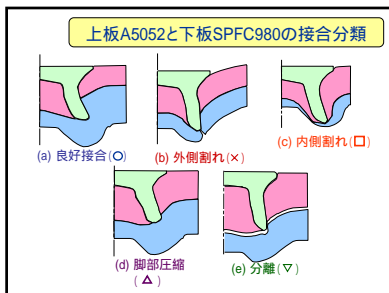 上板A5052と下板SPFC980の接合分類
(a) 良好接合(○)
(b) 外側割れ(×)
(c) 内側割れ(□)
(d) 脚部圧縮
(△)
(e) 分離(▽)